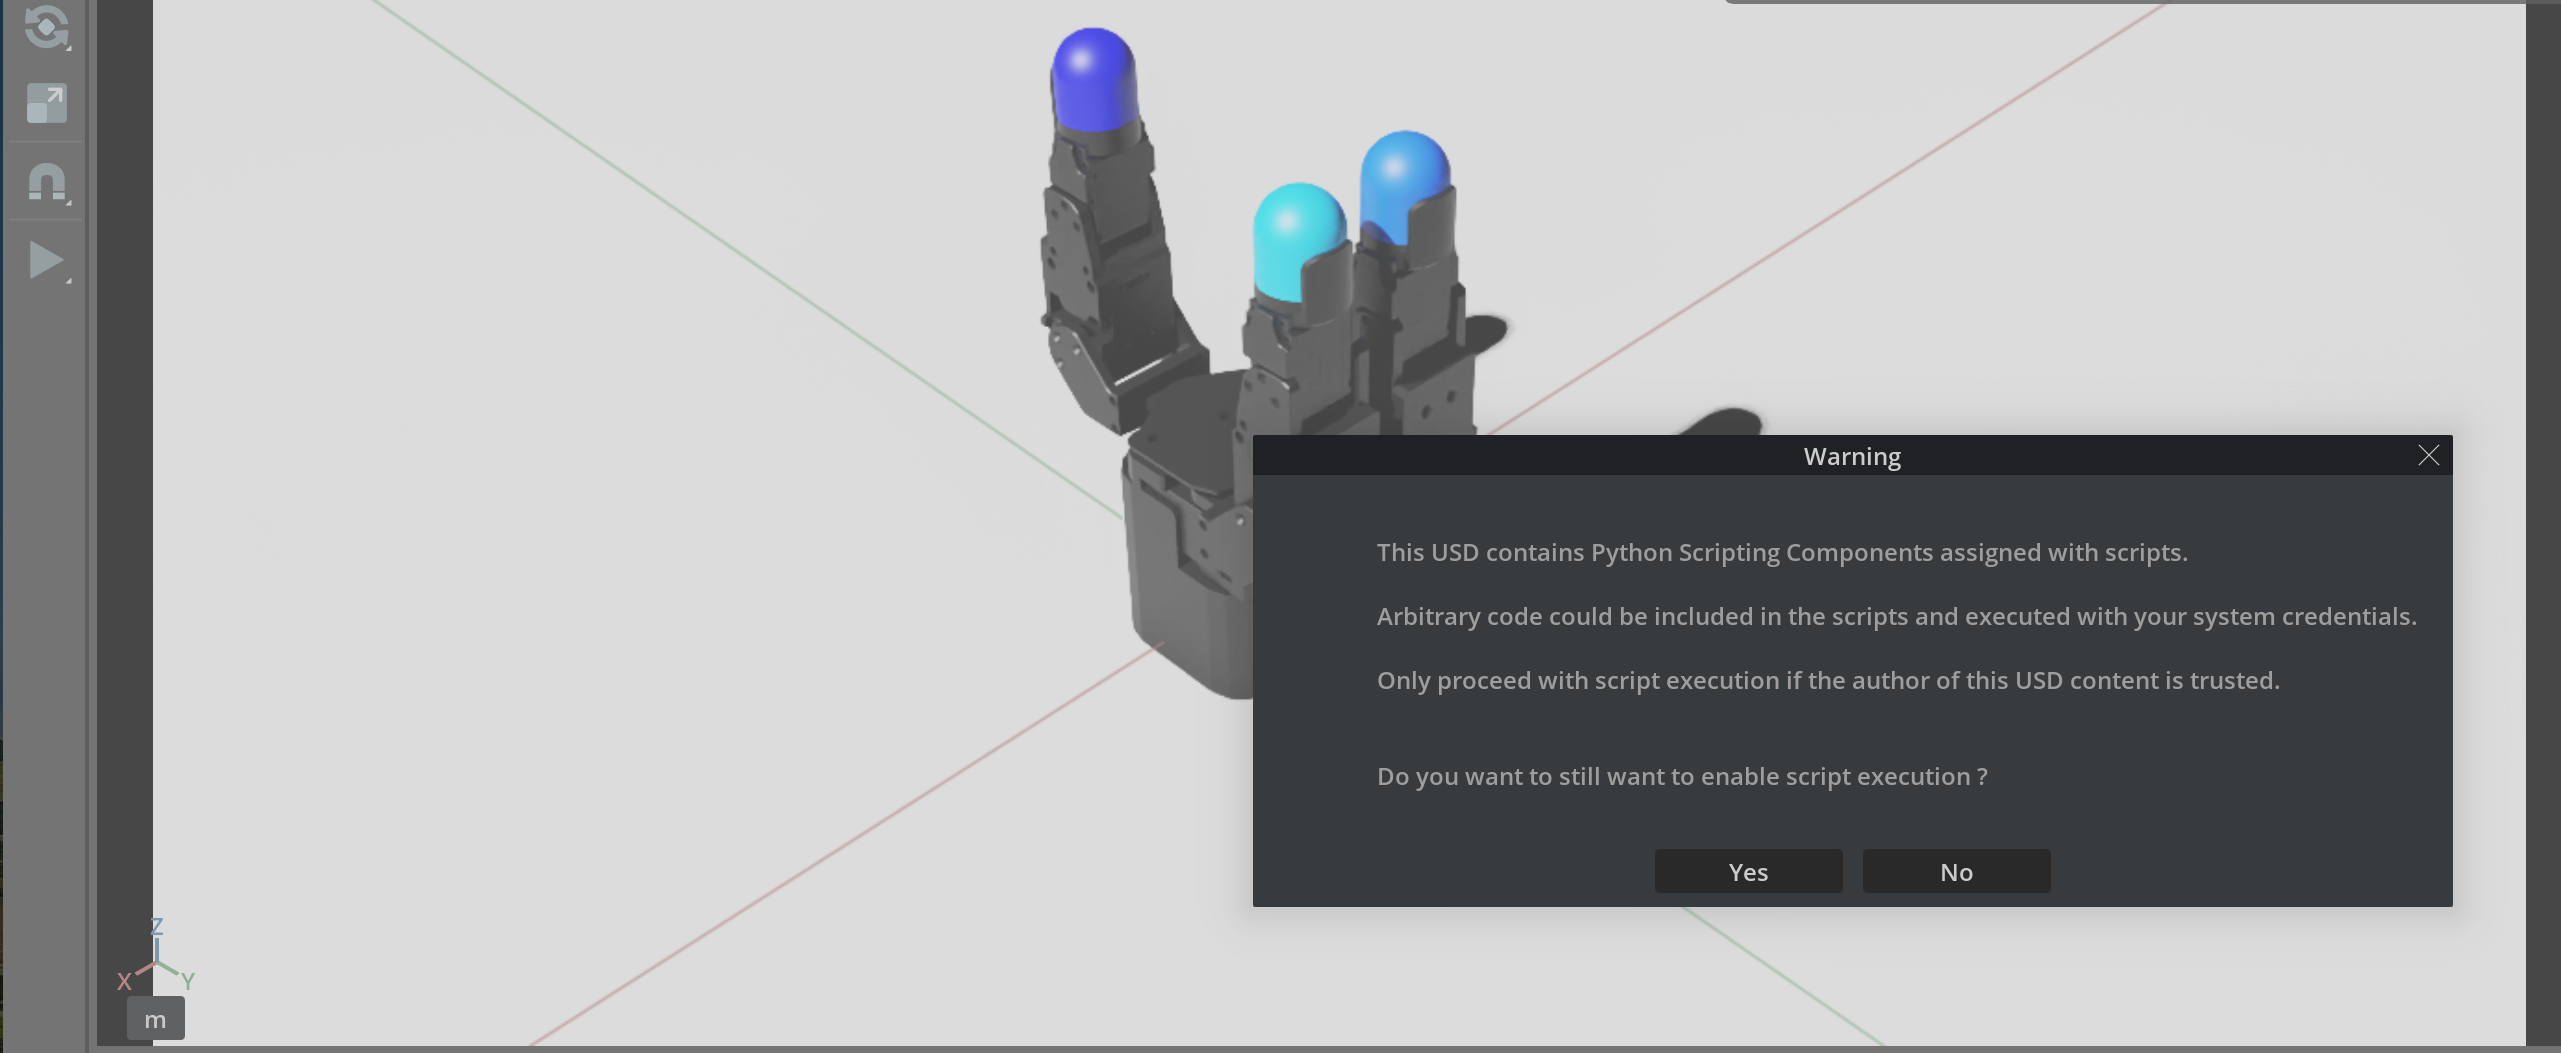 Warning
This USD contains Python Scripting Components assigned with scripts.
Arbitrary code could be included in the scripts and executed with your system credentials.
Only proceed with script execution if the author of this USD content is trusted.
Do you want to still want to enable script execution ?
Yes No
Z
X Y
m